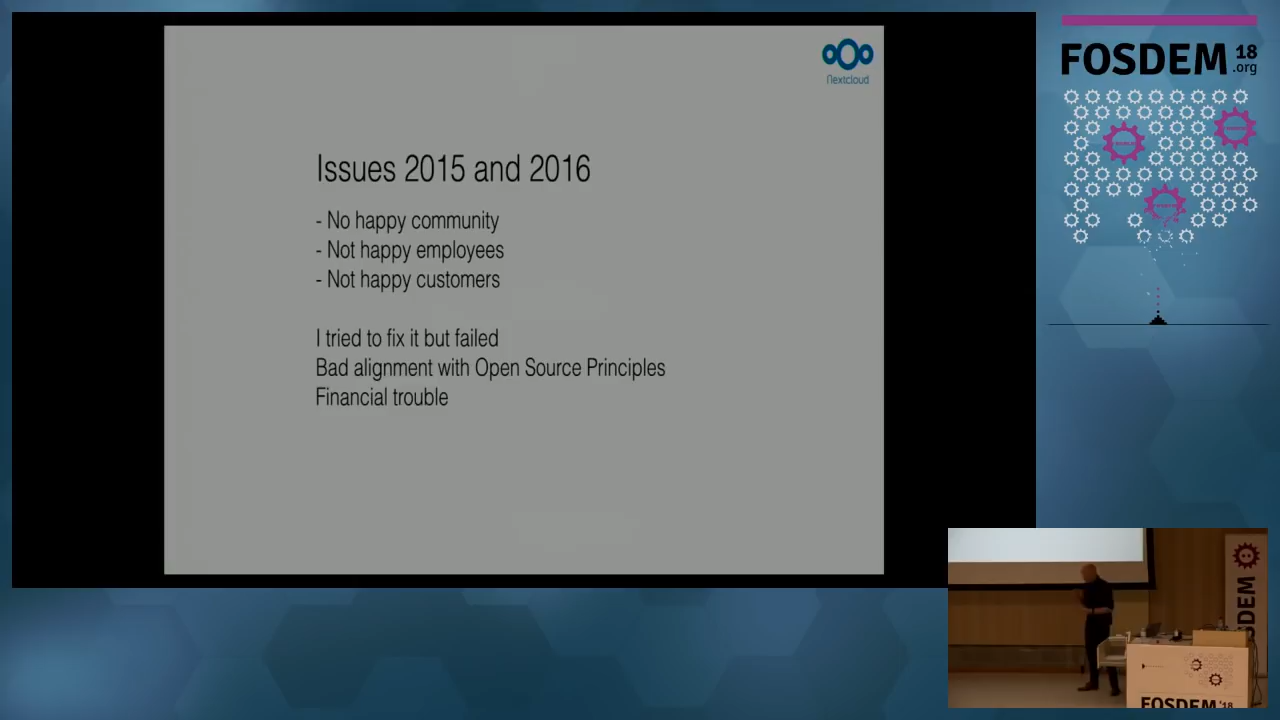 Nextcloud
Issues 2015 and 2016
- No happy community
- Not happy employees
- Not happy customers
I tried to fix it but failed
Bad alignment with Open Source Principles
Financial trouble
FOSDEM 18
.org
DEM
FOSDEM '18